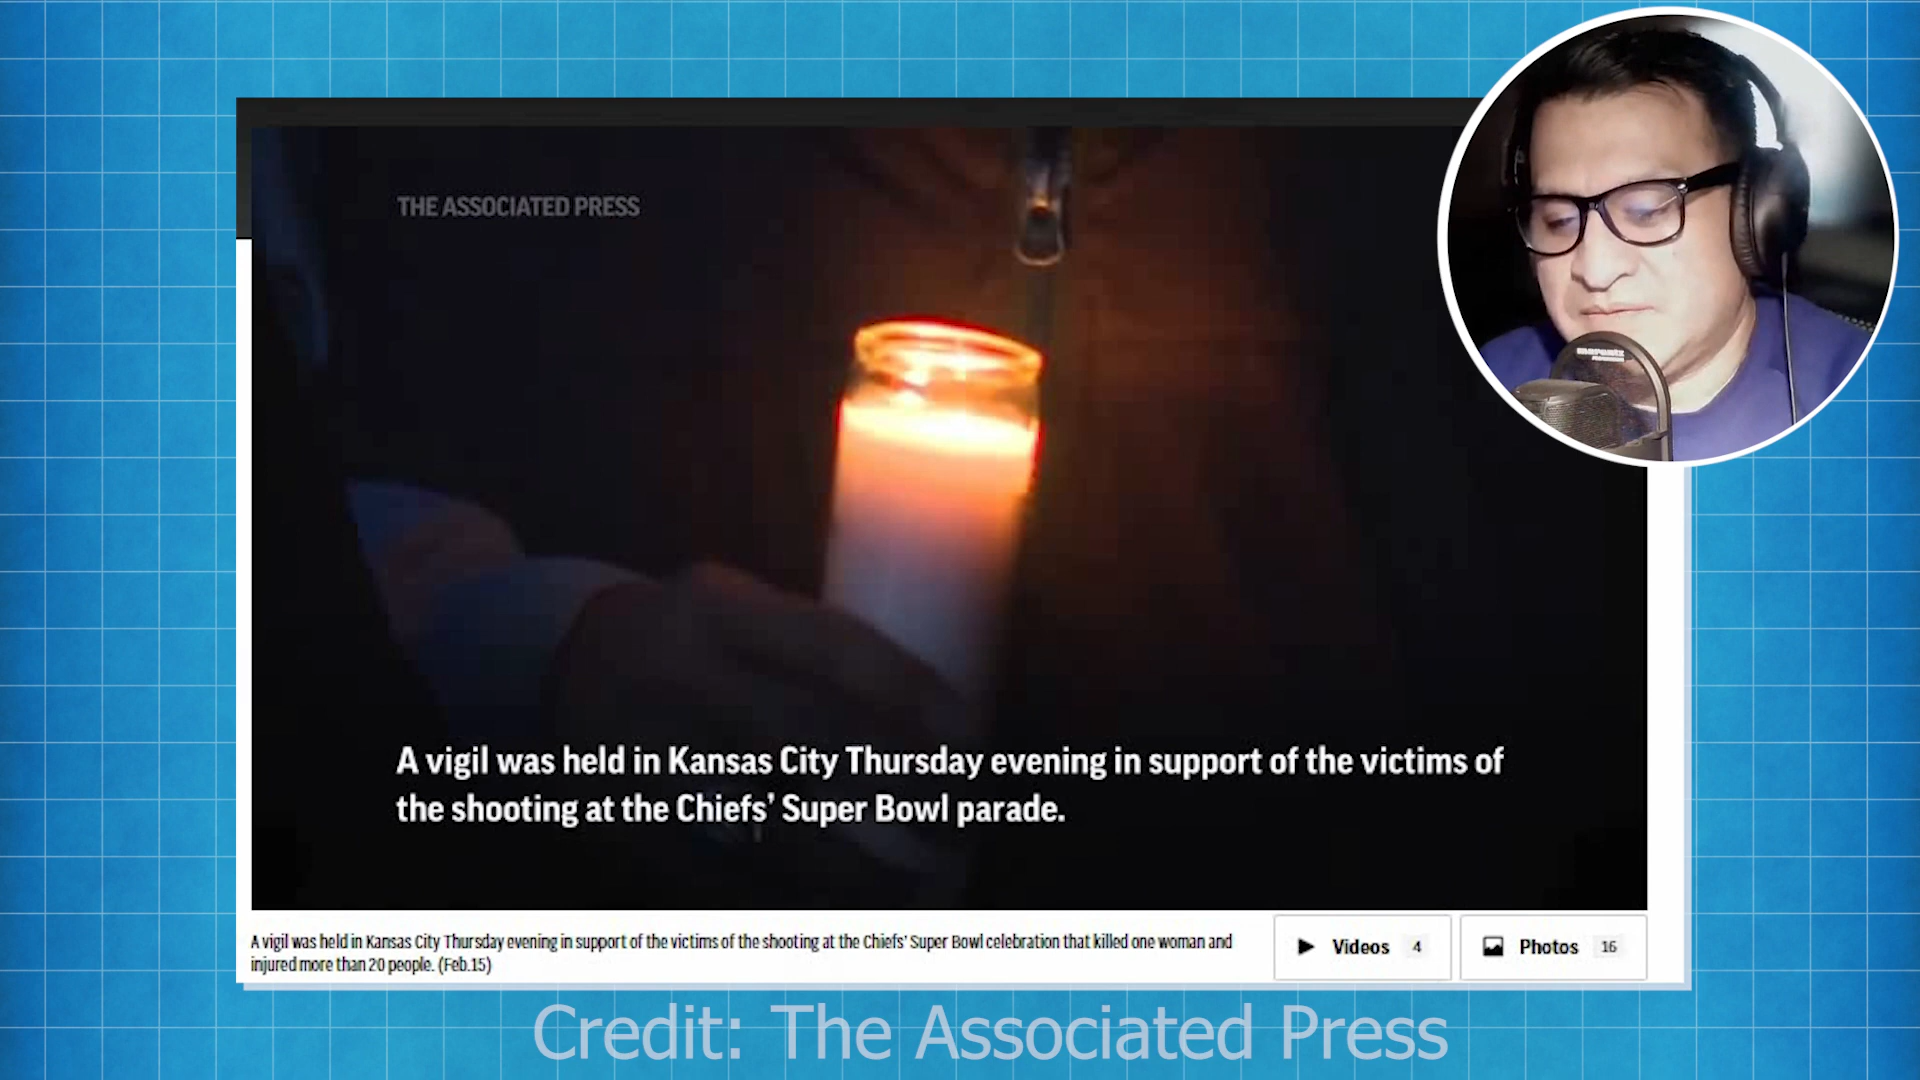 THE ASSOCIATED PRESS
A vigil was held in Kansas City Thursday evening in support of the victims of
the shooting at the Chiefs' Super Bowl parade.
A vigil was held in Kansas City Thursday evening in support of the victims of the shooting at the Chiefs' Super Bowl celebration that killed one woman and
injured more than 20 people. (Feb.15)
Videos 4
Photos 16
Credit: The Associated Press